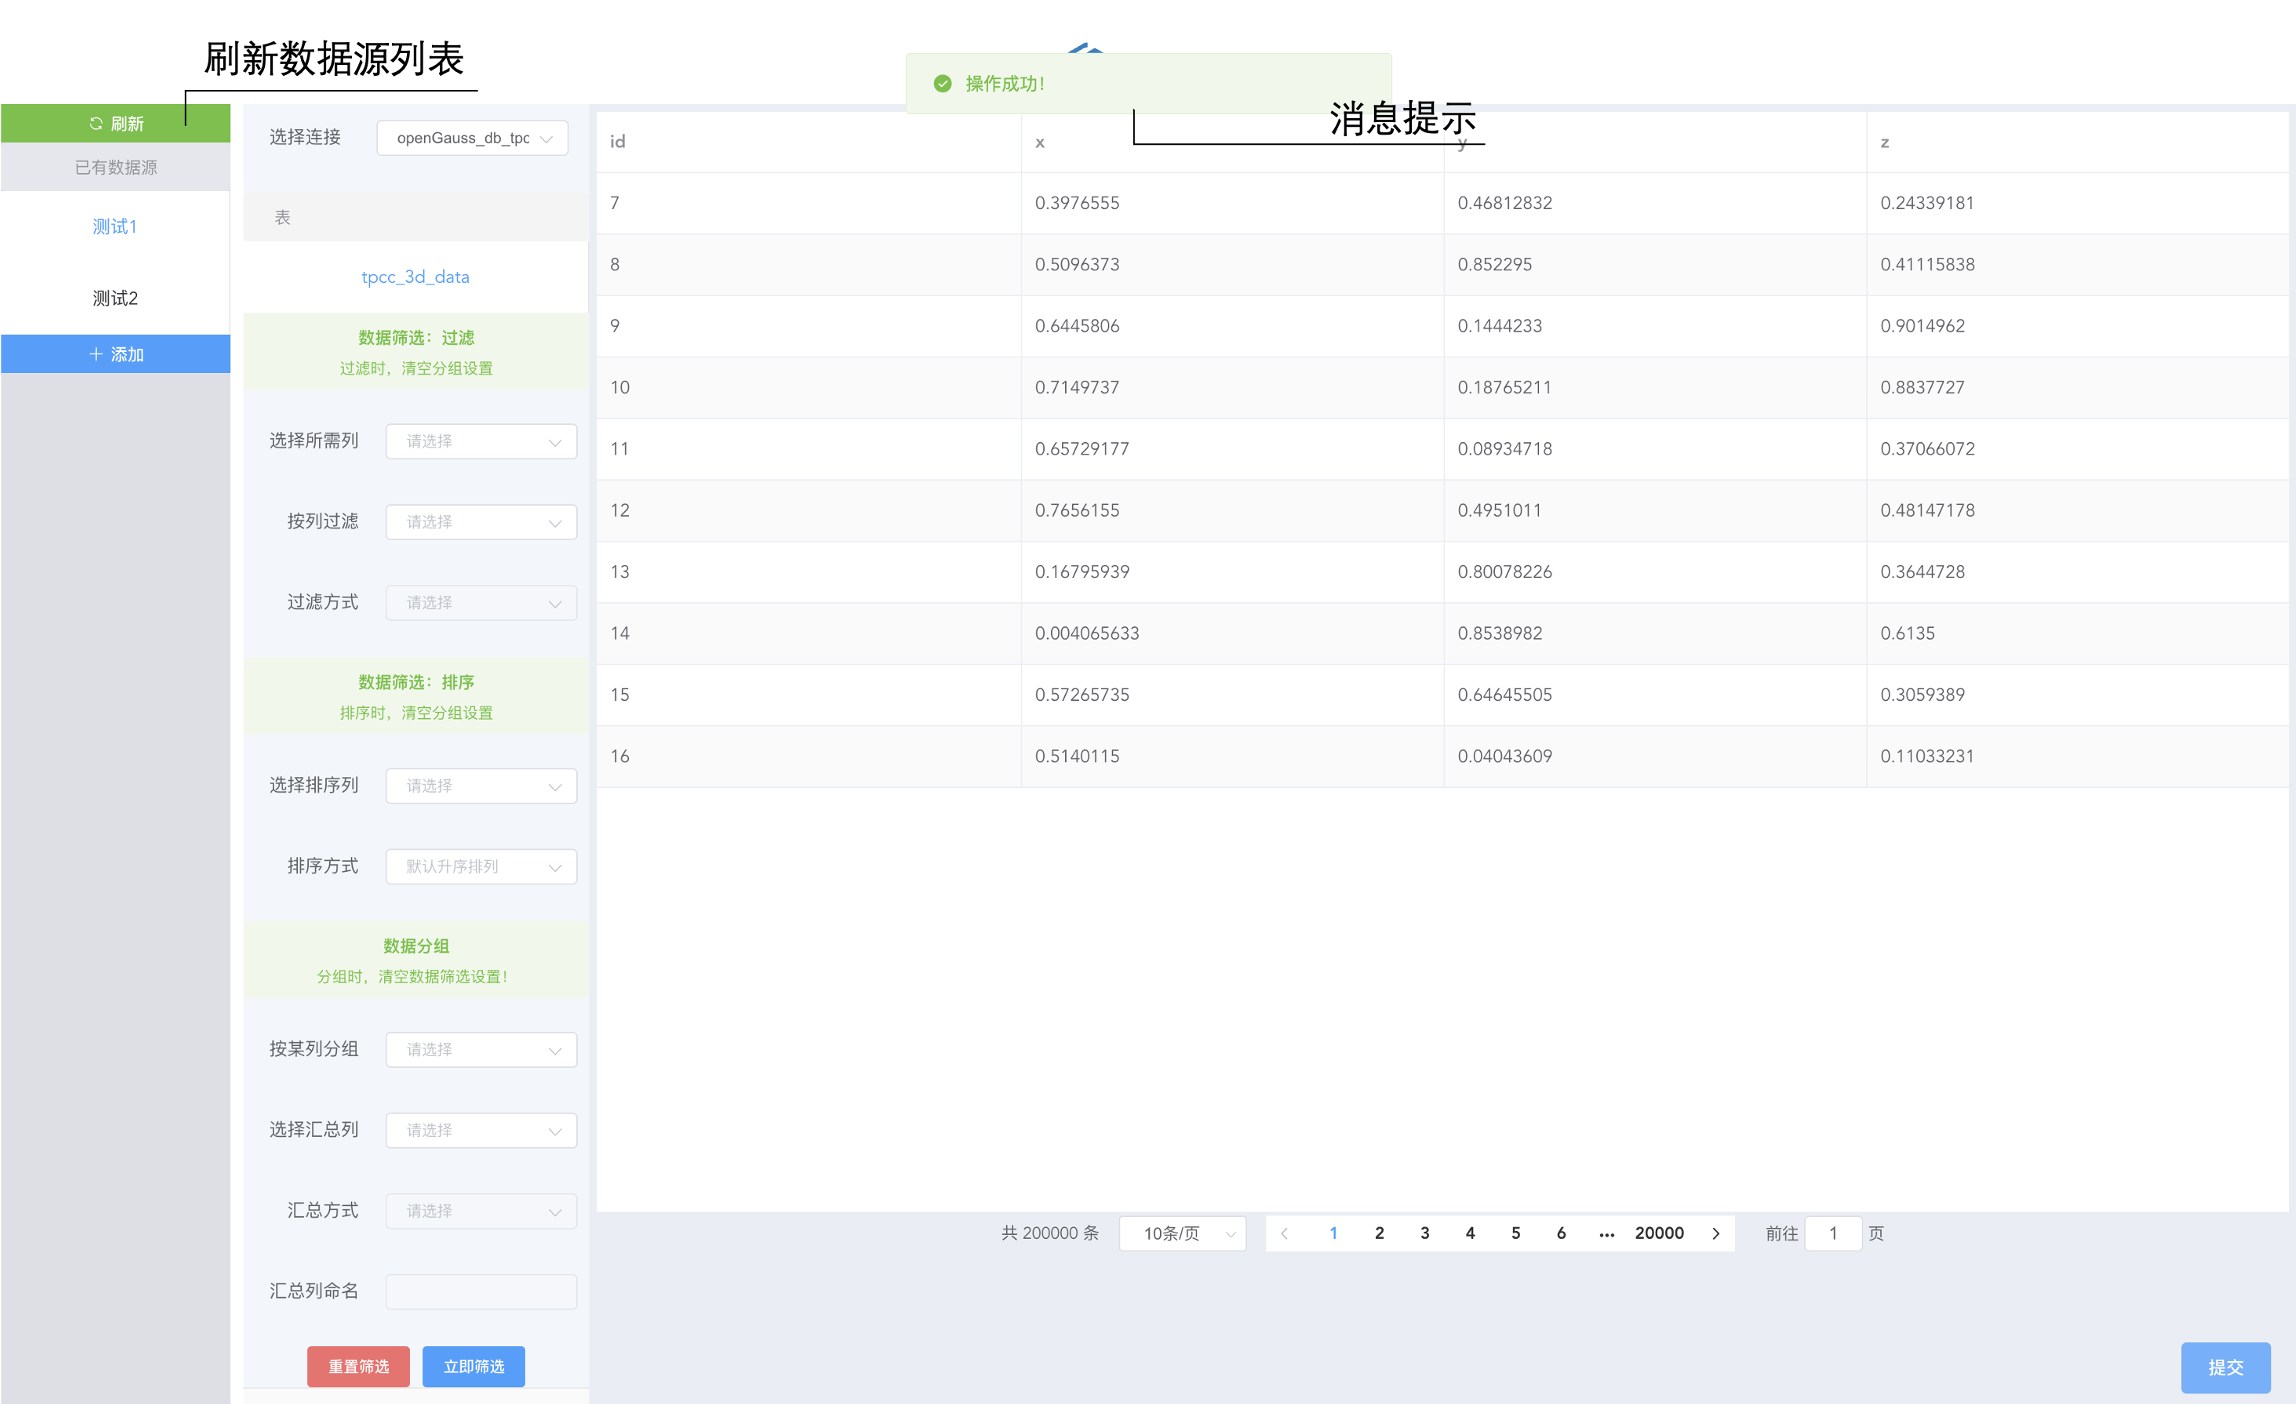 刷新数据源列表
操作成功！
消息提示
刷新
已有数据源
测试1
测试2
添加
选择连接 openGauss_db_tpc
表
tpcc_3d_data
数据筛选：过滤
过滤时，清空分组设置
选择所需列 请选择
按列过滤 请选择
过滤方式 请选择
数据筛选：排序
排序时，清空分组设置
选择排序列 请选择
排序方式 默认升序排列
数据分组
分组时，清空数据筛选设置！
按某列分组 请选择
选择汇总列 请选择
汇总方式 请选择
汇总列命名
重置筛选 立即筛选
id x y z
7 0.3976555 0.46812832 0.24339181
8 0.5096373 0.852295 0.41115838
9 0.6445806 0.1444233 0.9014962
10 0.7149737 0.18765211 0.8837727
11 0.65729177 0.08934718 0.37066072
12 0.7656155 0.4951011 0.48147178
13 0.16795939 0.80078226 0.3644728
14 0.004065633 0.8538982 0.6135
15 0.57265735 0.64645505 0.3059389
16 0.5140115 0.04043609 0.11033231
共 200000 条 10条/页 1 2 3 4 5 6 ••• 20000 前往 1 页
提交